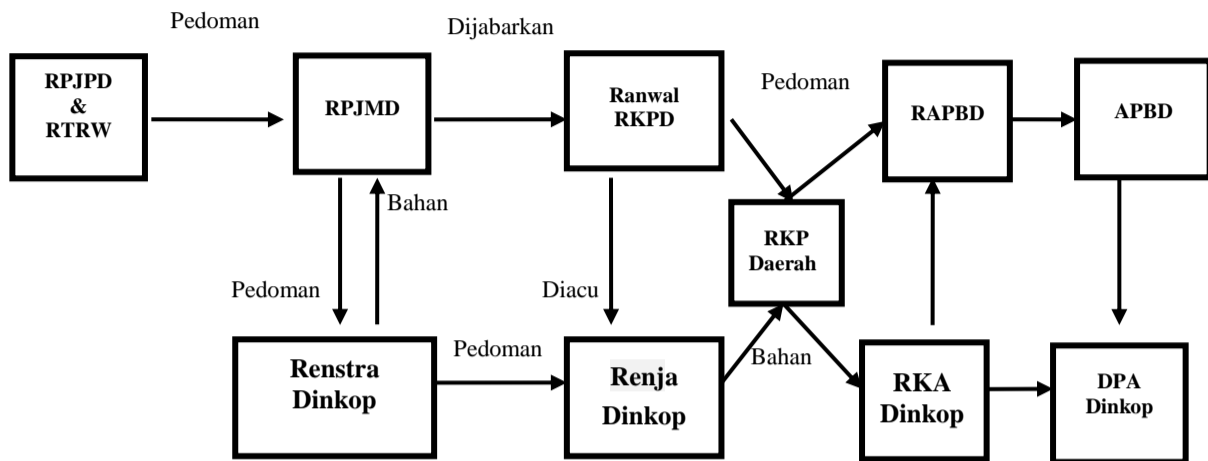 Pedoman
Dijabarkan
RPJPD
&
RTRW
RPJMD
Ranwal
RKPD
Pedoman
RAPBD
APBD
Bahan
RKP
Daerah
Pedoman
Diacu
Renstra
Dinkop
Pedoman
Renja
Dinkop
Bahan
RKA
Dinkop
DPA
Dinkop